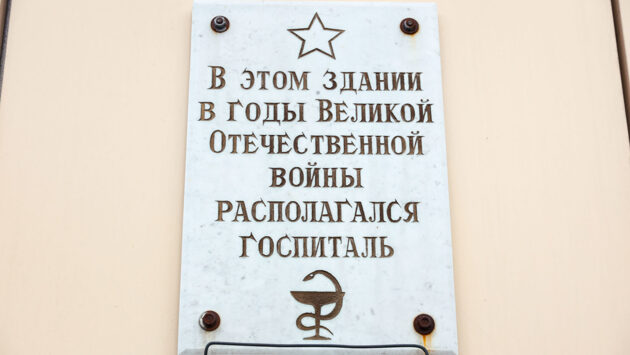 В этом здании
в годы Великой
Отечественной
войны
располагался
госпиталь